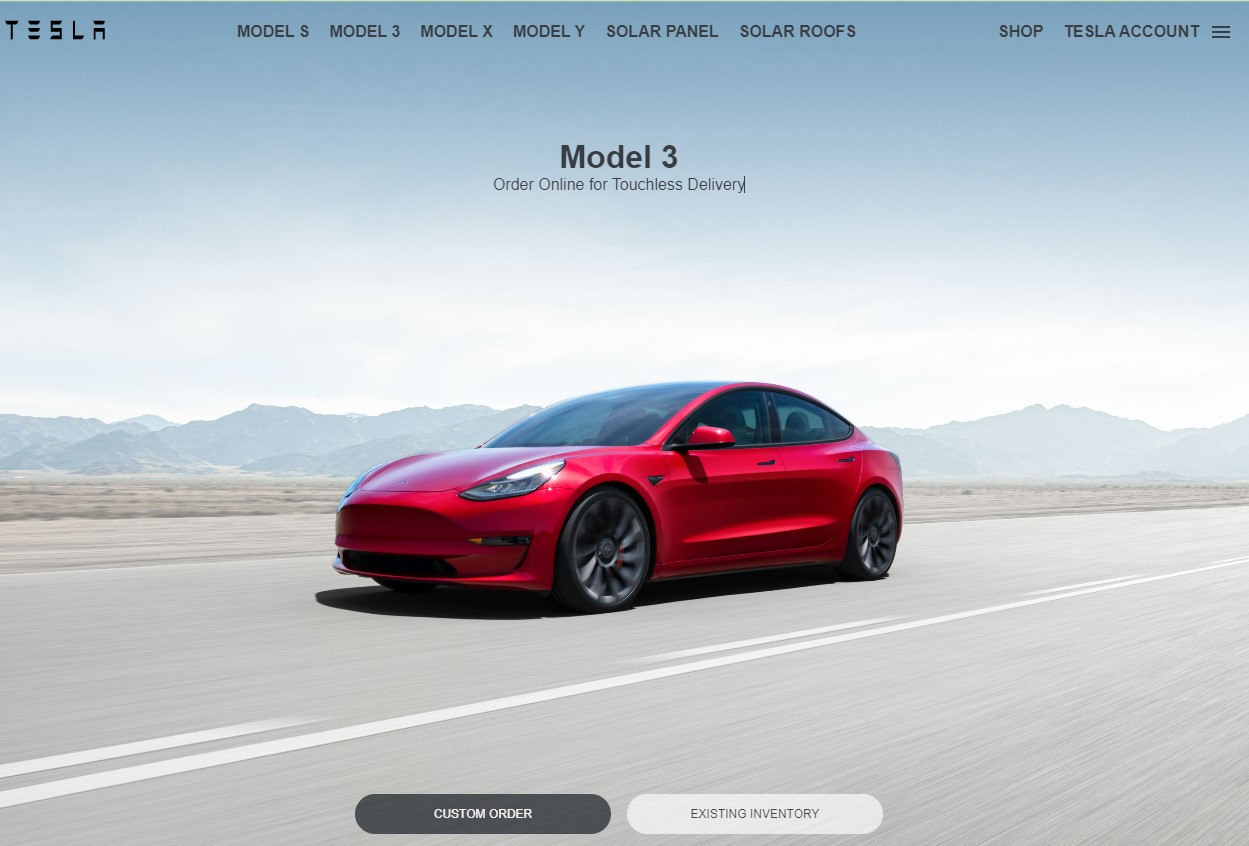 TESLA MODEL S MODEL 3 MODEL X MODEL Y SOLAR PANEL SOLAR ROOFS SHOP TESLA ACCOUNT
Model 3
Order Online for Touchless Delivery
CUSTOM ORDER EXISTING INVENTORY